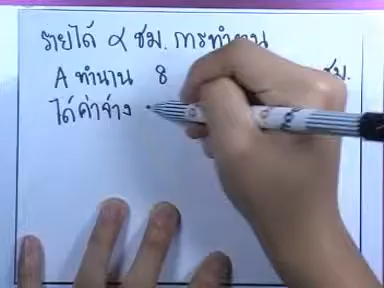 รายได้ ∝ ชม. การทำงาน
A ทำนาน 8 ชม.
ได้ค่าจ้าง